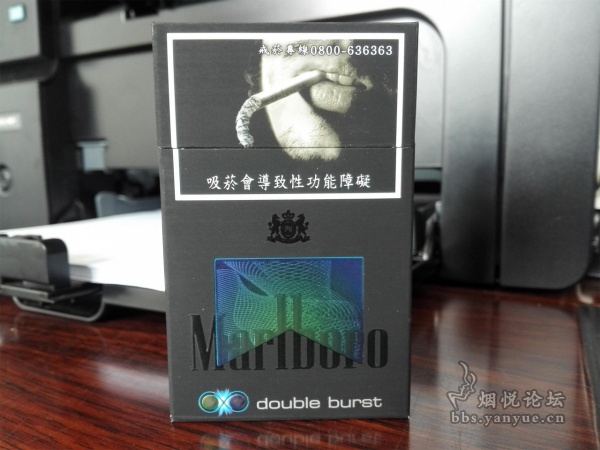 戒菸專線0800-636363
吸菸會導致性功能障礙
Marlboro
double burst
烟悦论坛
bbs.yanyue.cn